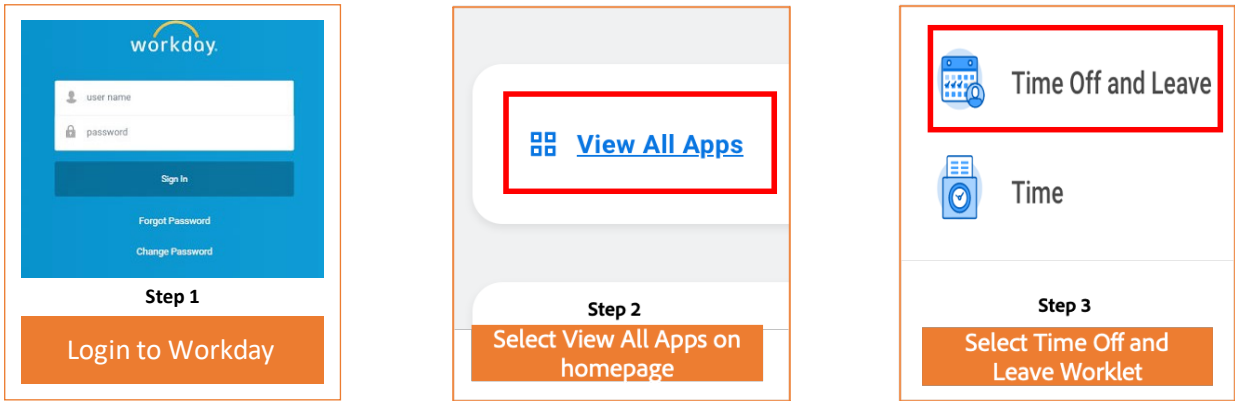 workday.
user name
password
Sign In
Forgot Password
Change Password
Step 1
Login to Workday
View All Apps
Step 2
Select View All Apps on
homepage
Time Off and Leave
Time
Step 3
Select Time Off and
Leave Worklet